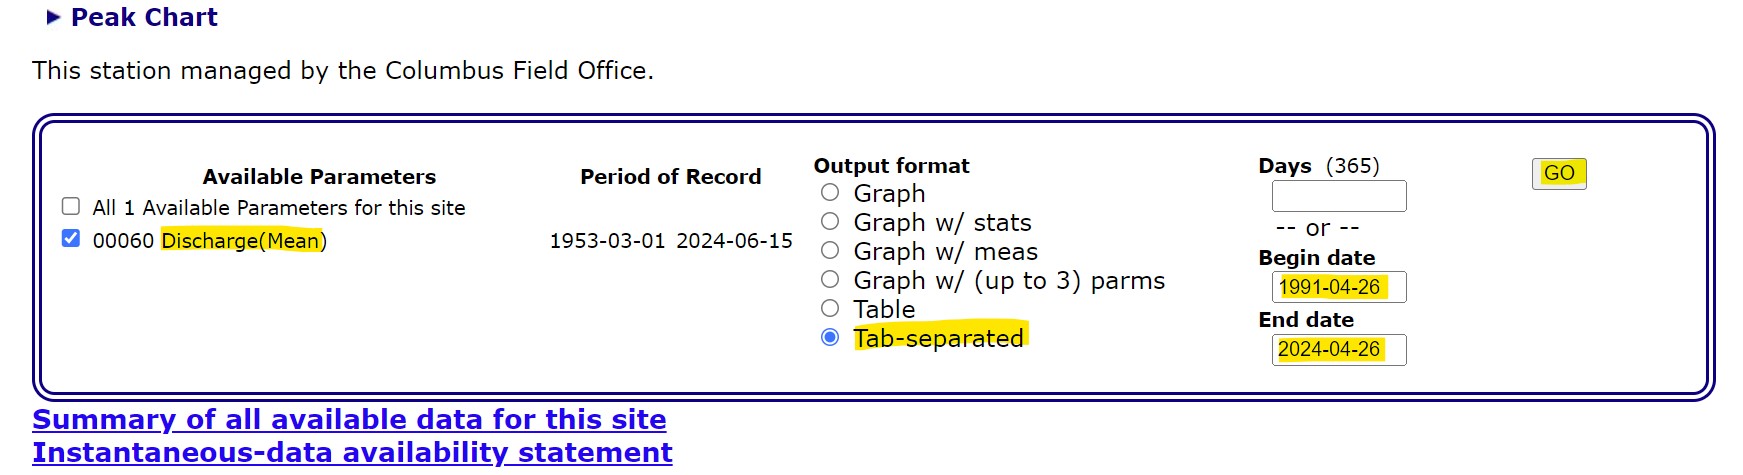 Peak Chart
This station managed by the Columbus Field Office.
Available Parameters
All 1 Available Parameters for this site
00060 Discharge(Mean)
Period of Record
1953-03-01 2024-06-15
Output format
Graph
Graph w/ stats
Graph w/ meas
Graph w/ (up to 3) parms
Table
Tab-separated
Days (365)
-- or --
Begin date
1991-04-26
End date
2024-04-26
GO
Summary of all available data for this site
Instantaneous-data availability statement